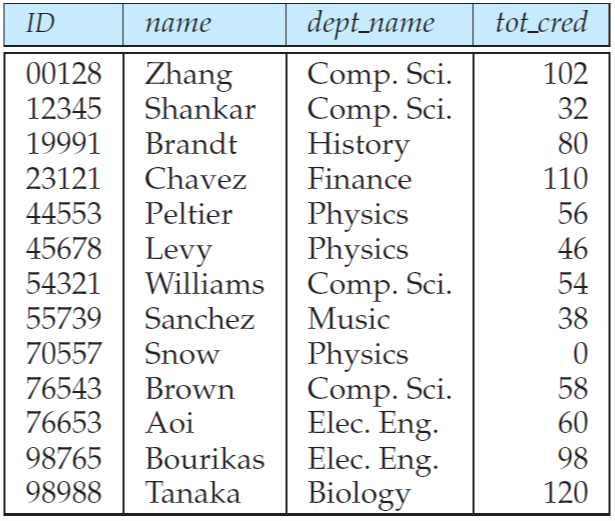 ID name dept_name tot_cred
00128 Zhang Comp. Sci. 102
12345 Shankar Comp. Sci. 32
19991 Brandt History 80
23121 Chavez Finance 110
44553 Peltier Physics 56
45678 Levy Physics 46
54321 Williams Comp. Sci. 54
55739 Sanchez Music 38
70557 Snow Physics 0
76543 Brown Comp. Sci. 58
76653 Aoi Elec. Eng. 60
98765 Bourikas Elec. Eng. 98
98988 Tanaka Biology 120